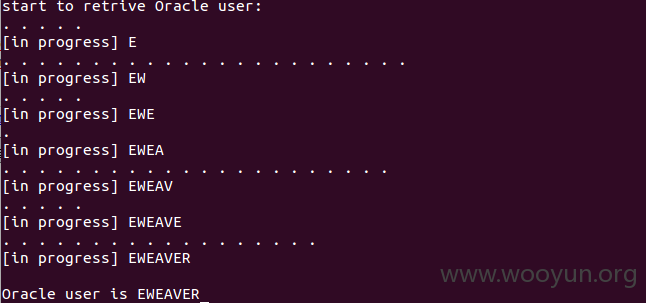 start to retrive Oracle user:
. . . . .
[in progress] E
. . . . . . . . . . . . . . . . . . . . . . .
[in progress] EW
. . . . .
[in progress] EWE
.
[in progress] EWEA
. . . . . . . . . . . . . . . . . . . . . .
[in progress] EWEAV
. . . . .
[in progress] EWEAVE
. . . . . . . . . . . . . . . . . .
[in progress] EWEAVER
www.wooyun.org
Oracle user is EWEAVER_